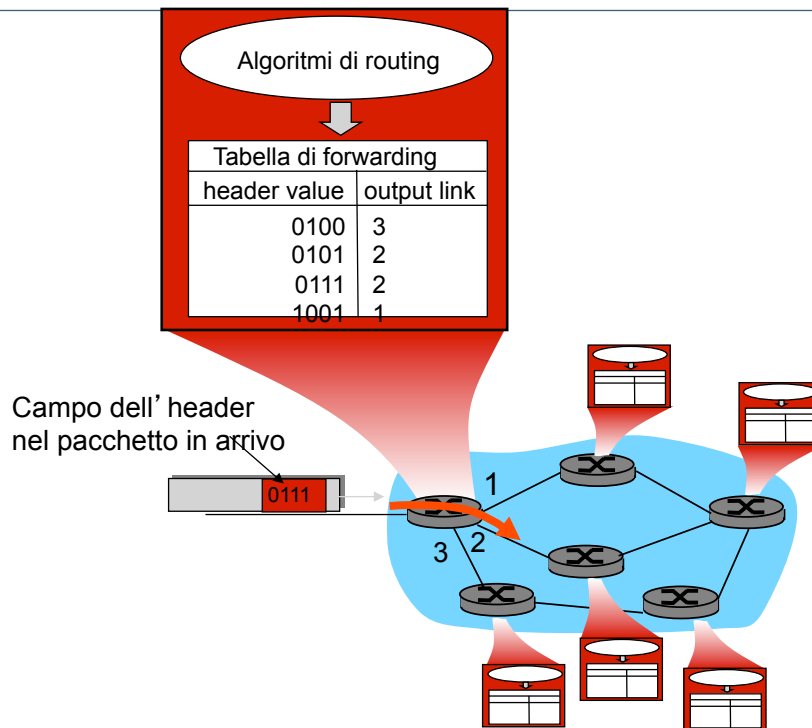 Algoritmi di routing
Tabella di forwarding
header value output link
0100 3
0101 2
0111 2
1001 1
Campo dell’ header
nel pacchetto in arrivo
0111
1
2
3